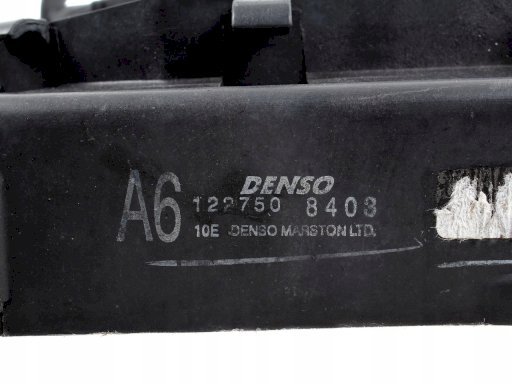 DENSO
A6 122750 8403
10E DENSO MARSTON LTD.